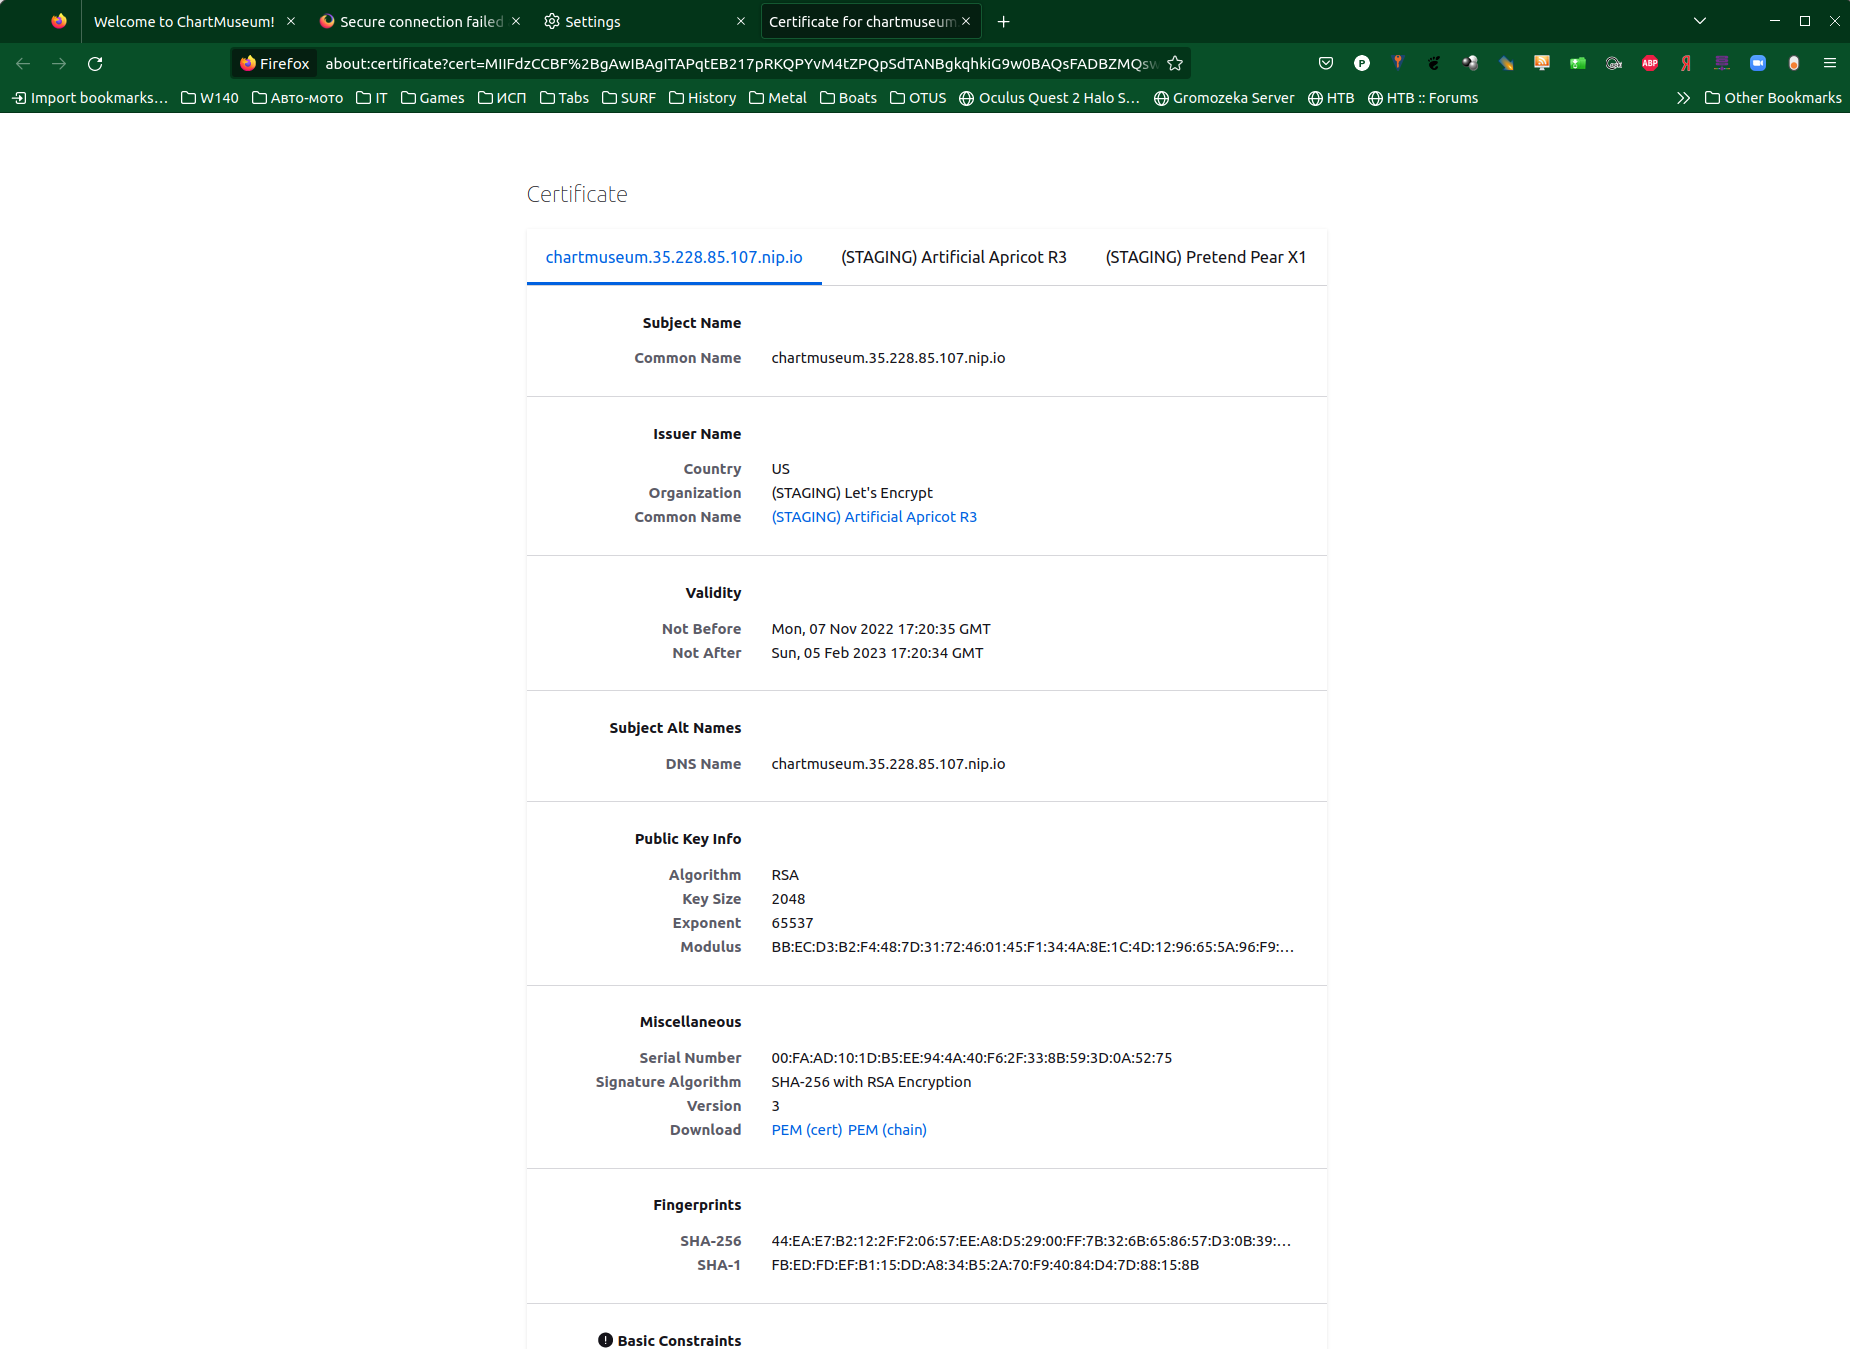 Welcome to ChartMuseum!
Secure connection failed
Settings
Certificate for chartmuseum
Firefox
about:certificate?cert=MIIFdzCCBF%2BgAwIBAgITAPqtEB217pRKQPYvM4tZPQpSdTANBgkqhkiG9w0BAQsFADBZMQsw
Import bookmarks…
W140
Авто-мото
IT
Games
ИСП
Tabs
SURF
History
Metal
Boats
OTUS
Oculus Quest 2 Halo S…
Gromozeka Server
HTB
HTB :: Forums
Other Bookmarks
Certificate
chartmuseum.35.228.85.107.nip.io
(STAGING) Artificial Apricot R3
(STAGING) Pretend Pear X1
Subject Name
Common Name chartmuseum.35.228.85.107.nip.io
Issuer Name
Country US
Organization (STAGING) Let's Encrypt
Common Name (STAGING) Artificial Apricot R3
Validity
Not Before Mon, 07 Nov 2022 17:20:35 GMT
Not After Sun, 05 Feb 2023 17:20:34 GMT
Subject Alt Names
DNS Name chartmuseum.35.228.85.107.nip.io
Public Key Info
Algorithm RSA
Key Size 2048
Exponent 65537
Modulus BB:EC:D3:B2:F4:48:7D:31:72:46:01:45:F1:34:4A:8E:1C:4D:12:96:65:5A:96:F9:…
Miscellaneous
Serial Number 00:FA:AD:10:1D:B5:EE:94:4A:40:F6:2F:33:8B:59:3D:0A:52:75
Signature Algorithm SHA-256 with RSA Encryption
Version 3
Download PEM (cert) PEM (chain)
Fingerprints
SHA-256 44:EA:E7:B2:12:2F:F2:06:57:EE:A8:D5:29:00:FF:7B:32:6B:65:86:57:D3:0B:39:…
SHA-1 FB:ED:FD:EF:B1:15:DD:A8:34:B5:2A:70:F9:40:84:D4:7D:88:15:8B
Basic Constraints